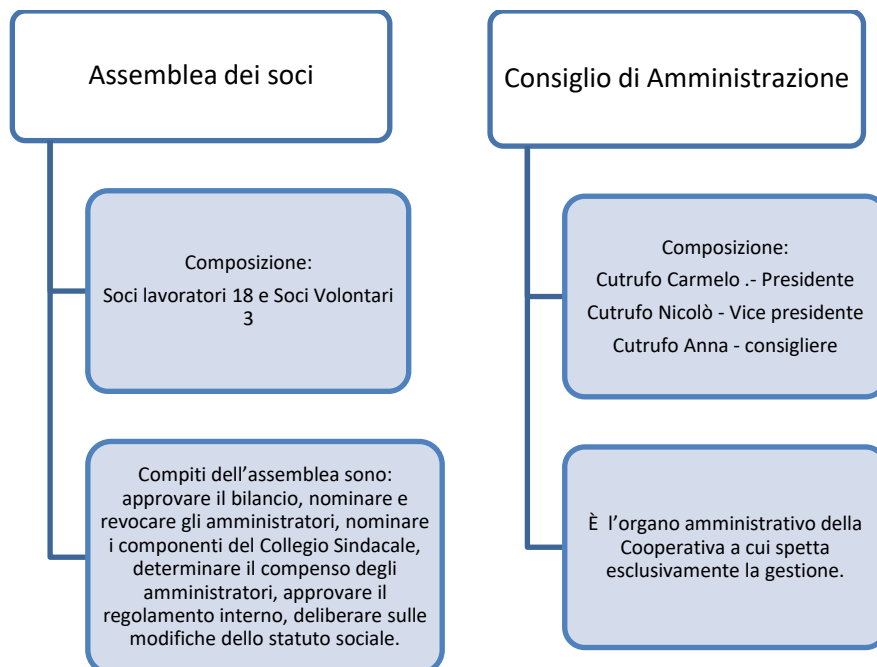 Assemblea dei soci
Composizione:
Soci lavoratori 18 e Soci Volontari
3
Compiti dell’assemblea sono:
approvare il bilancio, nominare e
revocare gli amministratori, nominare
i componenti del Collegio Sindacale,
determinare il compenso degli
amministratori, approvare il
regolamento interno, deliberare sulle
modifiche dello statuto sociale.
Consiglio di Amministrazione
Composizione:
Cutrufo Carmelo .- Presidente
Cutrufo Nicolò - Vice presidente
Cutrufo Anna - consigliere
È l’organo amministrativo della
Cooperativa a cui spetta
esclusivamente la gestione.